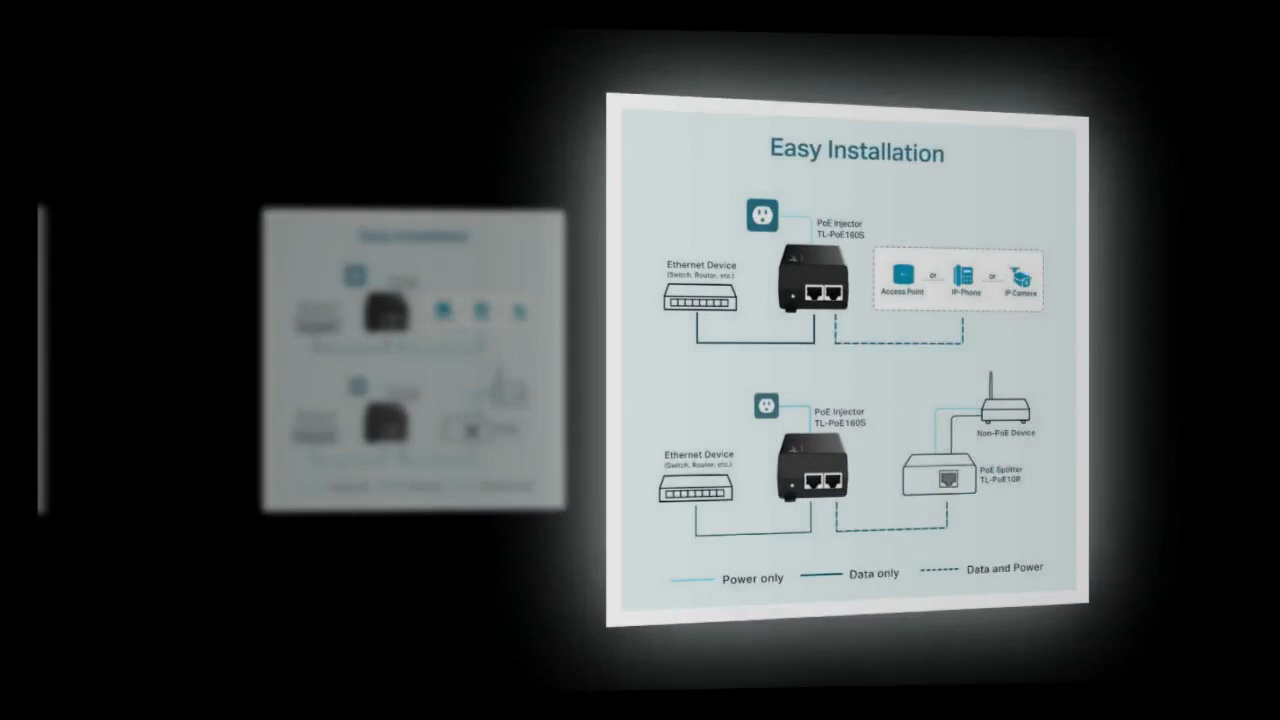 Easy Installation
PoE Injector
TL-PoE160S
Ethernet Device
(Switch, Router, etc.)
or
or
Access Point
IP-Phone
IP Camera
PoE Injector
TL-PoE160S
Non-PoE Device
Ethernet Device
(Switch, Router, etc.)
PoE Splitter
TL-PoE10R
Power only
Data only
Data and Power